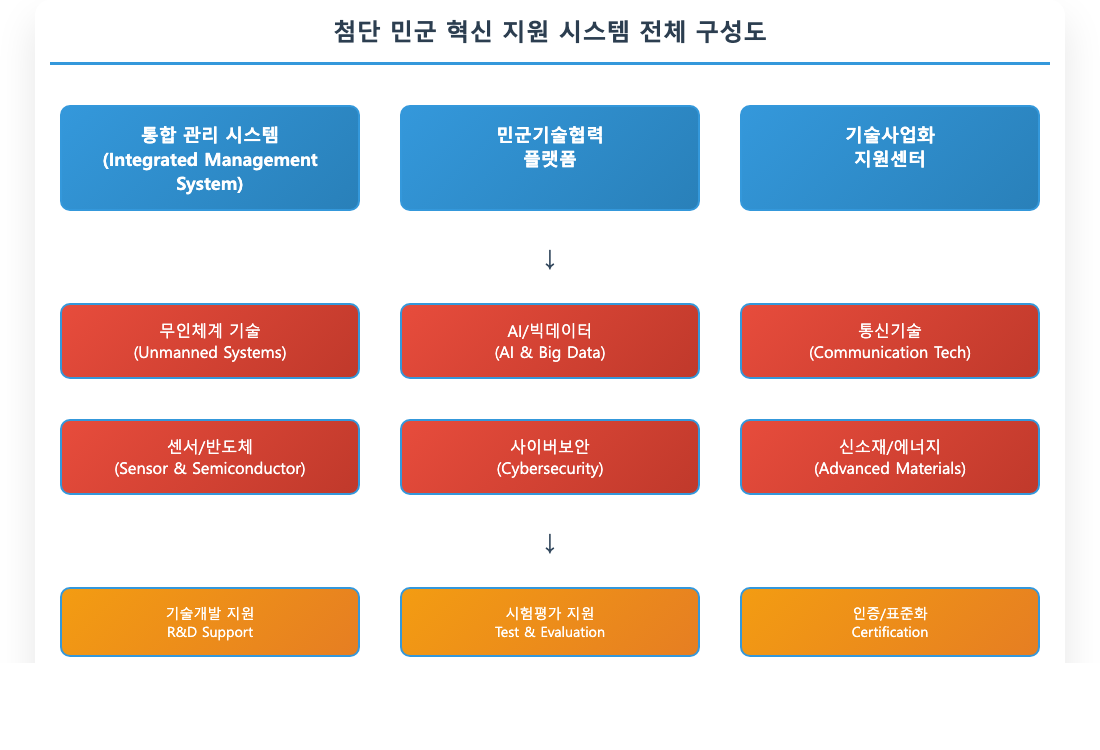 첨단 민군 혁신 지원 시스템 전체 구성도
통합 관리 시스템
(Integrated Management
System)
민군기술협력
플랫폼
기술사업화
지원센터
↓
무인체계 기술
(Unmanned Systems)
AI/빅데이터
(AI & Big Data)
통신기술
(Communication Tech)
센서/반도체
(Sensor & Semiconductor)
사이버보안
(Cybersecurity)
신소재/에너지
(Advanced Materials)
↓
기술개발 지원
R&D Support
시험평가 지원
Test & Evaluation
인증/표준화
Certification